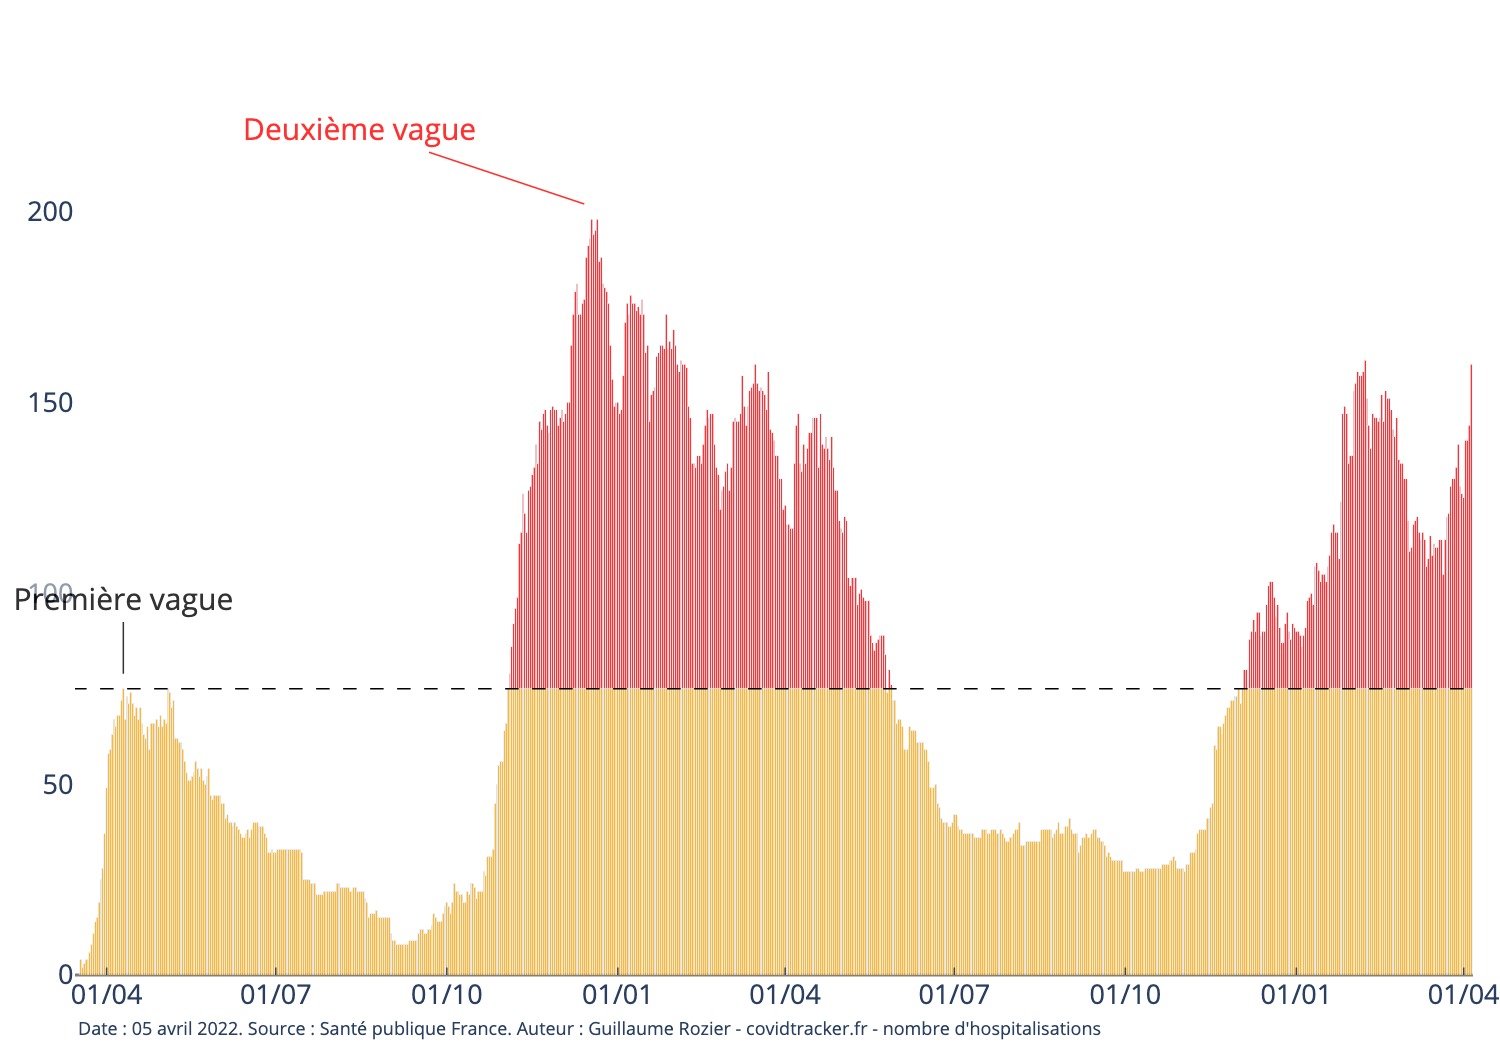 Deuxième vague
200
150
100
Première vague
50
0
01/04 01/07 01/10 01/01 01/04 01/07 01/10 01/01 01/04
Date : 05 avril 2022. Source : Santé publique France. Auteur : Guillaume Rozier - covidtracker.fr - nombre d'hospitalisations